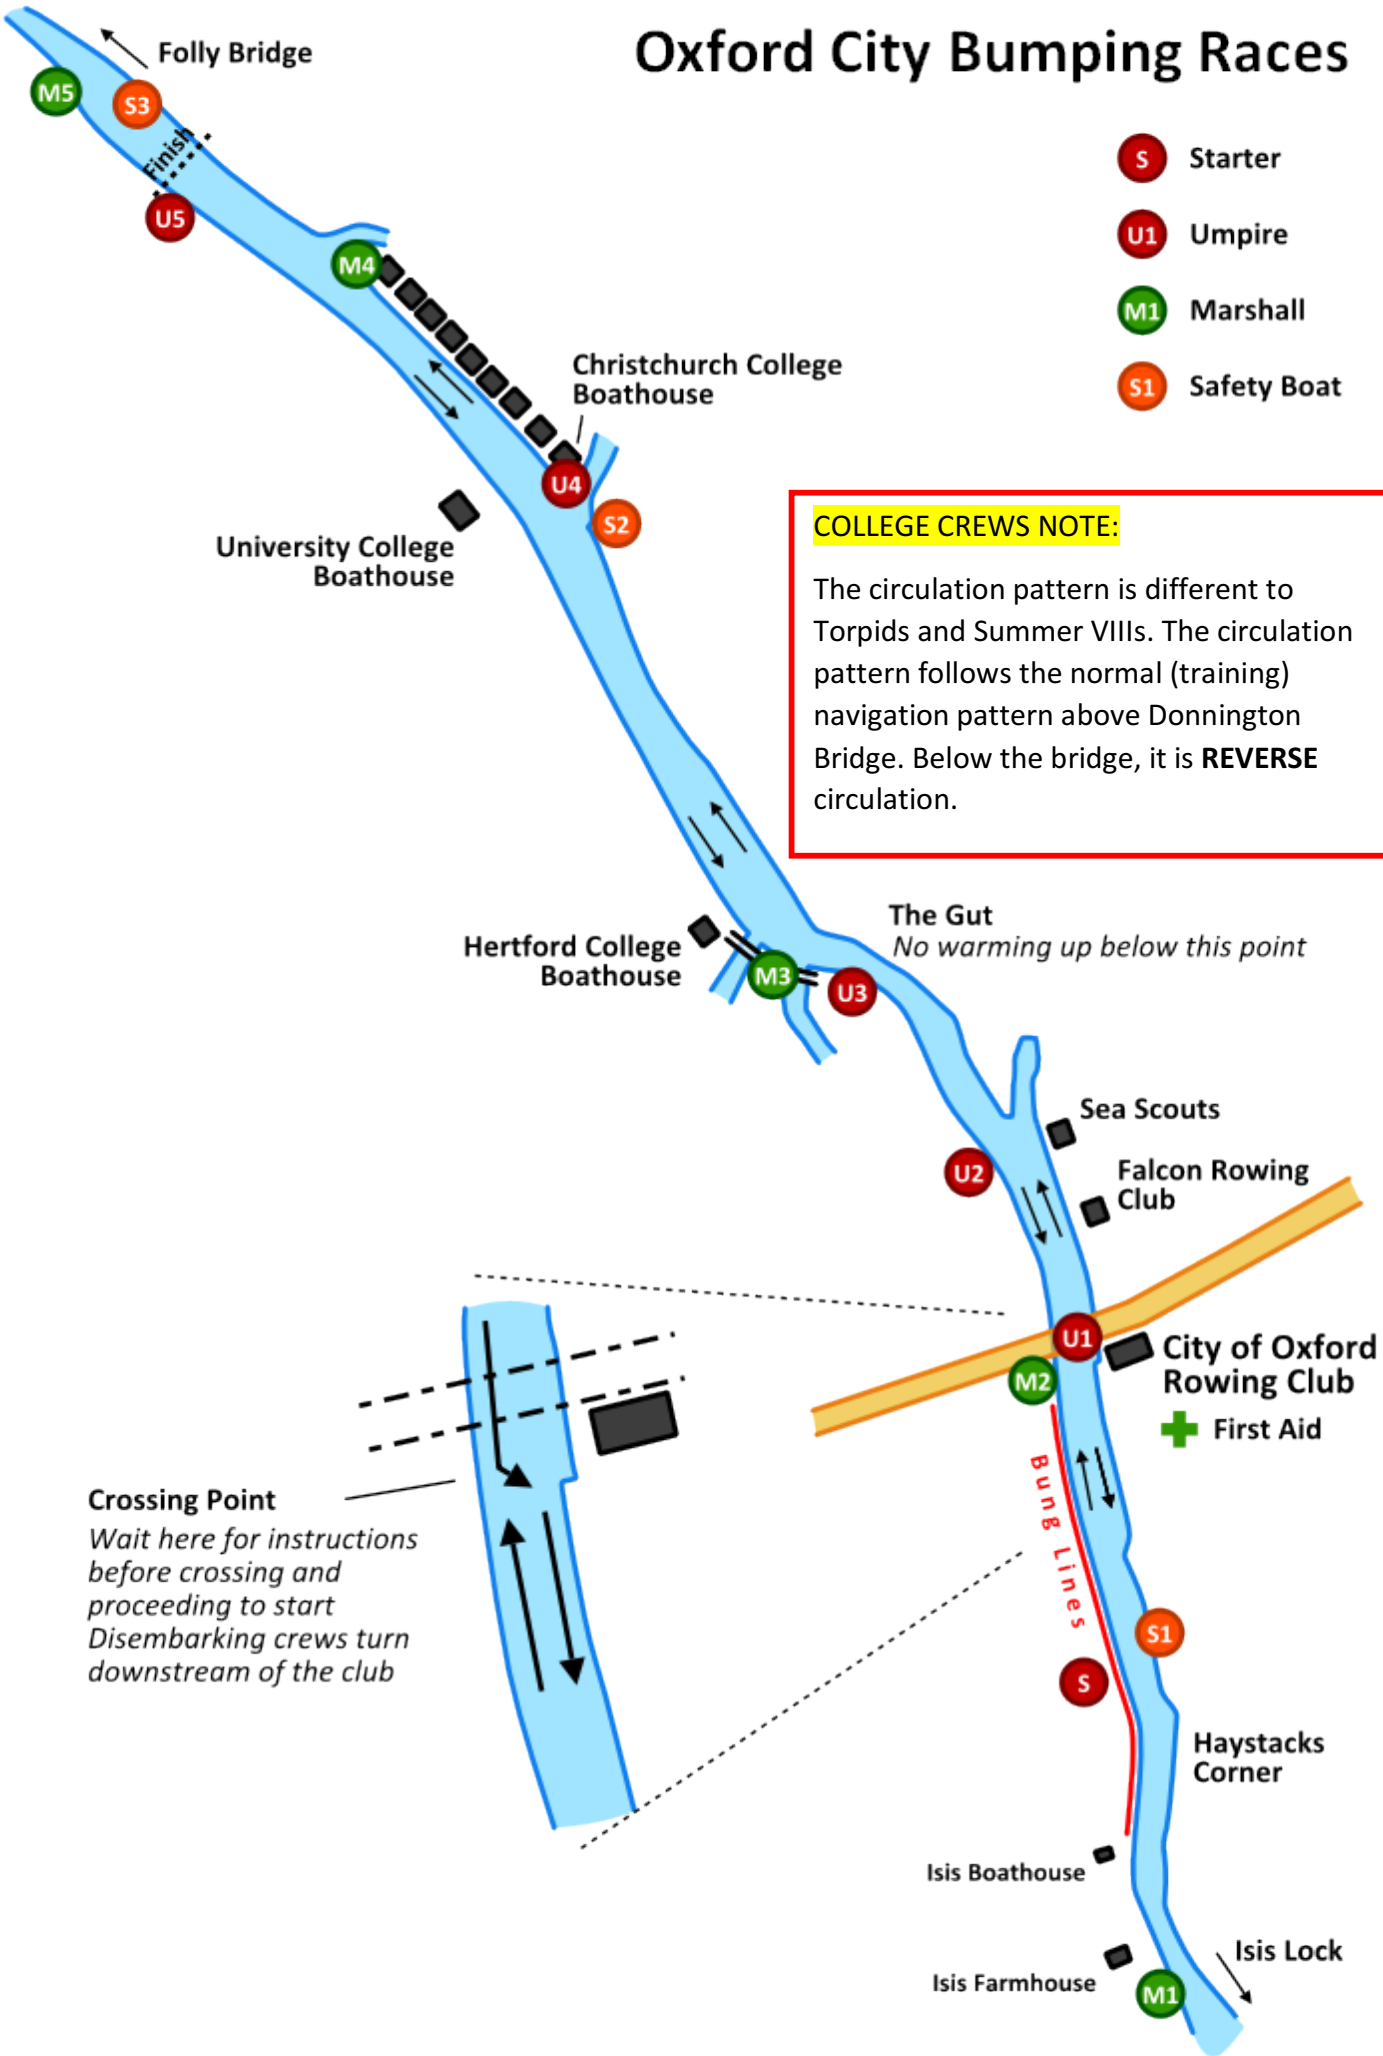 Oxford City Bumping Races
Folly Bridge
M5
S3
Finish
U5
S Starter
U1 Umpire
M1 Marshall
S1 Safety Boat
M4
Christchurch College
Boathouse
U4
S2
University College
Boathouse
COLLEGE CREWS NOTE:
The circulation pattern is different to
Torpids and Summer VIIIs. The circulation
pattern follows the normal (training)
navigation pattern above Donnington
Bridge. Below the bridge, it is REVERSE
circulation.
The Gut
No warming up below this point
Hertford College
Boathouse
M3
U3
Sea Scouts
U2
Falcon Rowing
Club
U1
M2
City of Oxford
Rowing Club
First Aid
Bung Lines
Crossing Point
Wait here for instructions
before crossing and
proceeding to start
Disembarking crews turn
downstream of the club
S1
S
Haystacks
Corner
Isis Boathouse
Isis Lock
Isis Farmhouse
M1